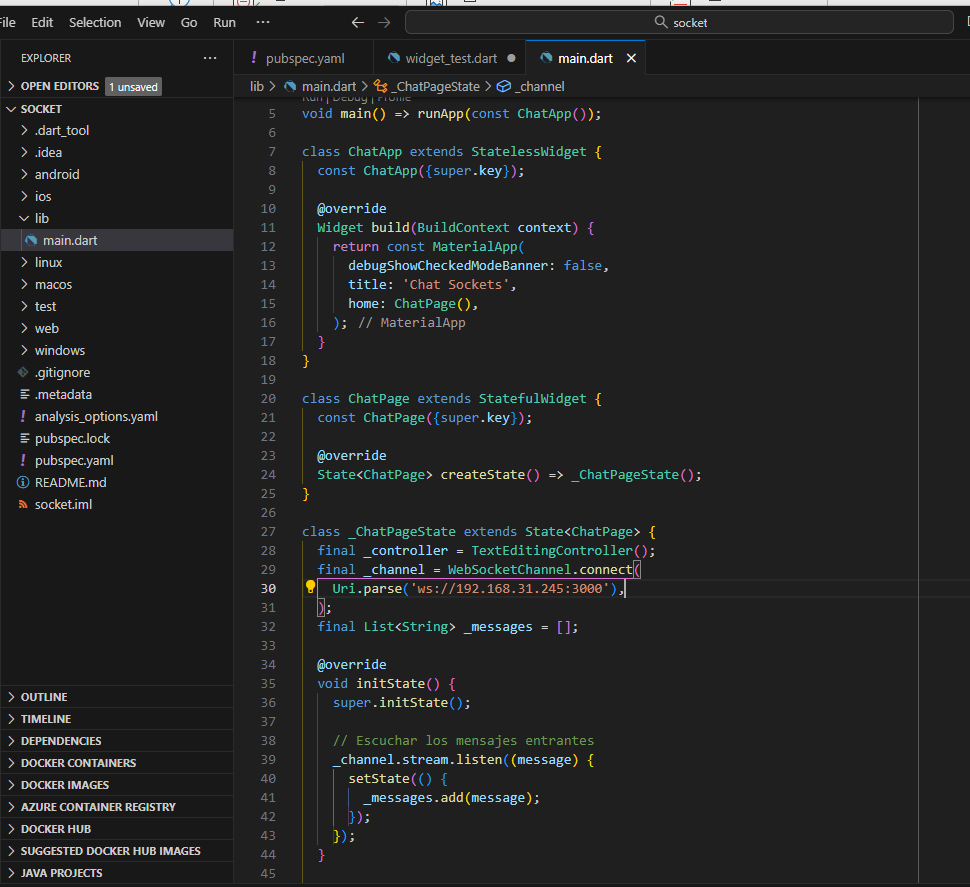 File Edit Selection View Go Run ··· socket
EXPLORER ···
OPEN EDITORS 1 unsaved
SOCKET
.dart_tool
.idea
android
ios
lib
main.dart
linux
macos
test
web
windows
.gitignore
.metadata
analysis_options.yaml
pubspec.lock
pubspec.yaml
README.md
socket.iml
OUTLINE
TIMELINE
DEPENDENCIES
DOCKER CONTAINERS
DOCKER IMAGES
AZURE CONTAINER REGISTRY
DOCKER HUB
SUGGESTED DOCKER HUB IMAGES
JAVA PROJECTS
pubspec.yaml widget_test.dart main.dart
lib > main.dart > _ChatPageState > _channel
Run | Debug | Profile
5 void main() => runApp(const ChatApp());
6
7 class ChatApp extends StatelessWidget {
8 const ChatApp({super.key});
9
10 @override
11 Widget build(BuildContext context) {
12 return const MaterialApp(
13 debugShowCheckedModeBanner: false,
14 title: 'Chat Sockets',
15 home: ChatPage(),
16 ); // MaterialApp
17 }
18 }
19
20 class ChatPage extends StatefulWidget {
21 const ChatPage({super.key});
22
23 @override
24 State<ChatPage> createState() => _ChatPageState();
25 }
26
27 class _ChatPageState extends State<ChatPage> {
28 final _controller = TextEditingController();
29 final _channel = WebSocketChannel.connect(
30 Uri.parse('ws://192.168.31.245:3000'),
31 );
32 final List<String> _messages = [];
33
34 @override
35 void initState() {
36 super.initState();
37
38 // Escuchar los mensajes entrantes
39 _channel.stream.listen((message) {
40 setState(() {
41 _messages.add(message);
42 });
43 });
44 }
45